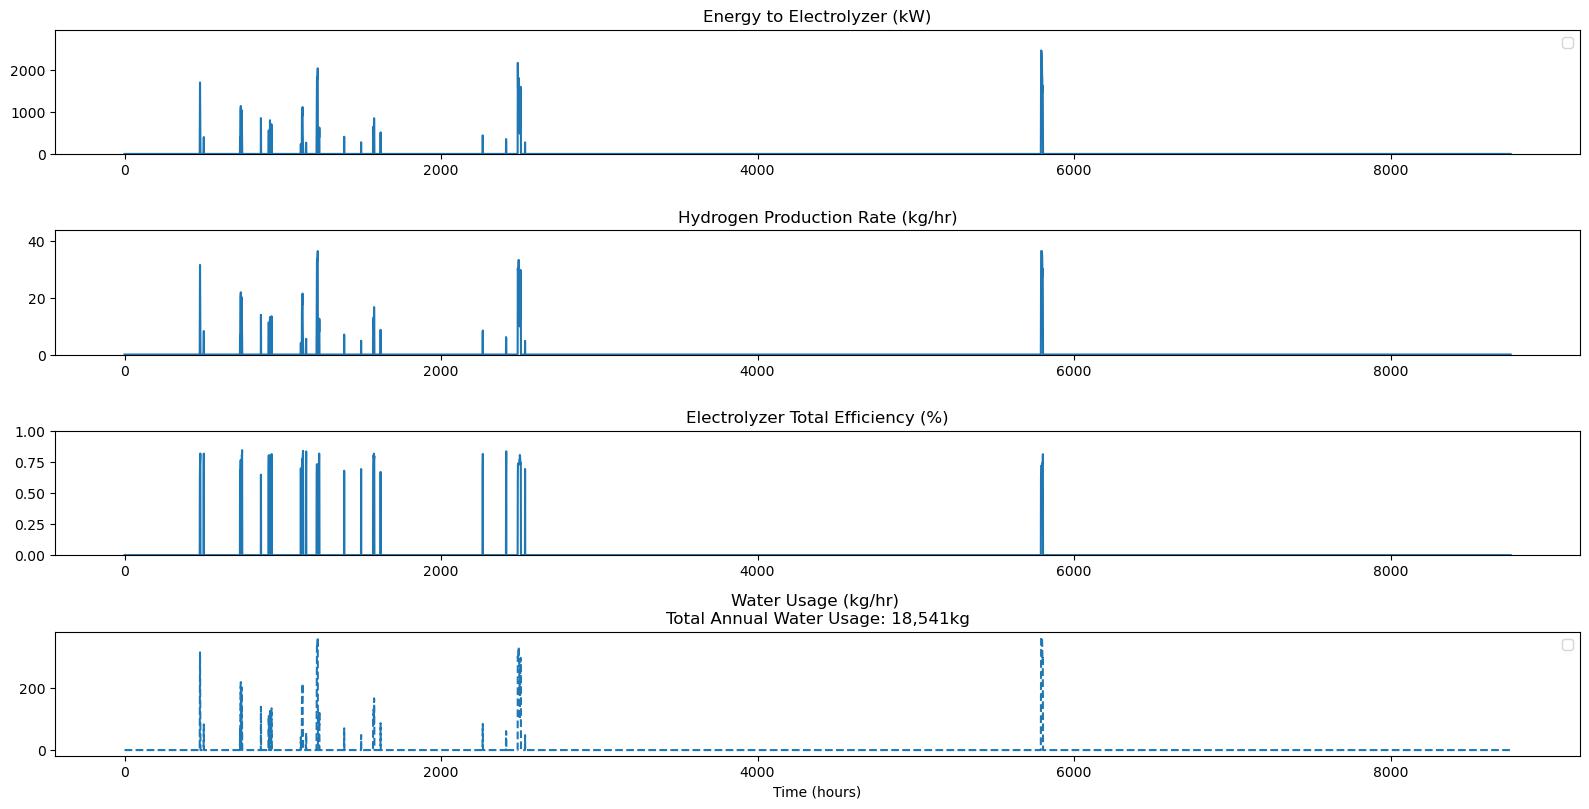 Energy to Electrolyzer (kW)
2000
1000
0
0 2000 4000 6000 8000
Hydrogen Production Rate (kg/hr)
40
20
0
0 2000 4000 6000 8000
Electrolyzer Total Efficiency (%)
1.00
0.75
0.50
0.25
0.00
0 2000 4000 6000 8000
Water Usage (kg/hr)
Total Annual Water Usage: 18,541kg
200
0
0 2000 4000 6000 8000
Time (hours)